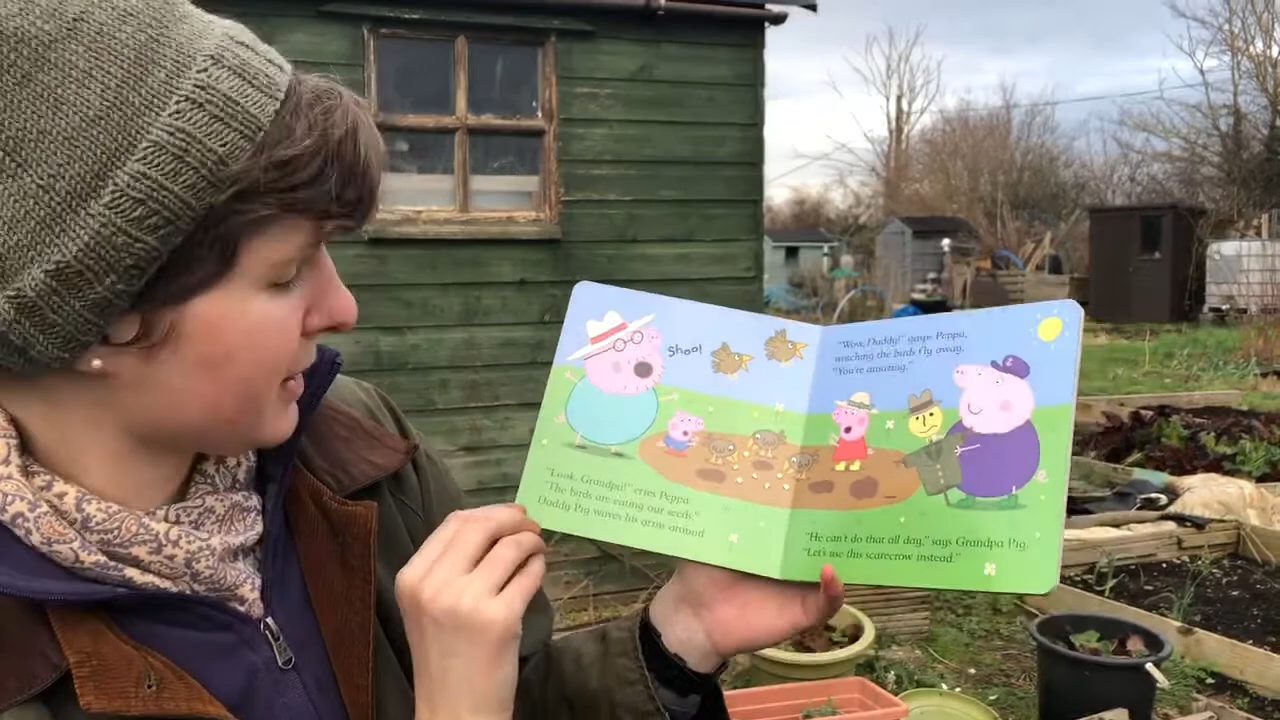 Shoo!
"Look, Grandpa!" cries Peppa.
"The birds are eating our seeds."
Daddy Pig waves his arms around
"Wow, Daddy!" says Peppa,
watching the birds fly away.
"You're amazing."
"He can't do that all day," says Grandpa Pig.
"Let's use this scarecrow instead."